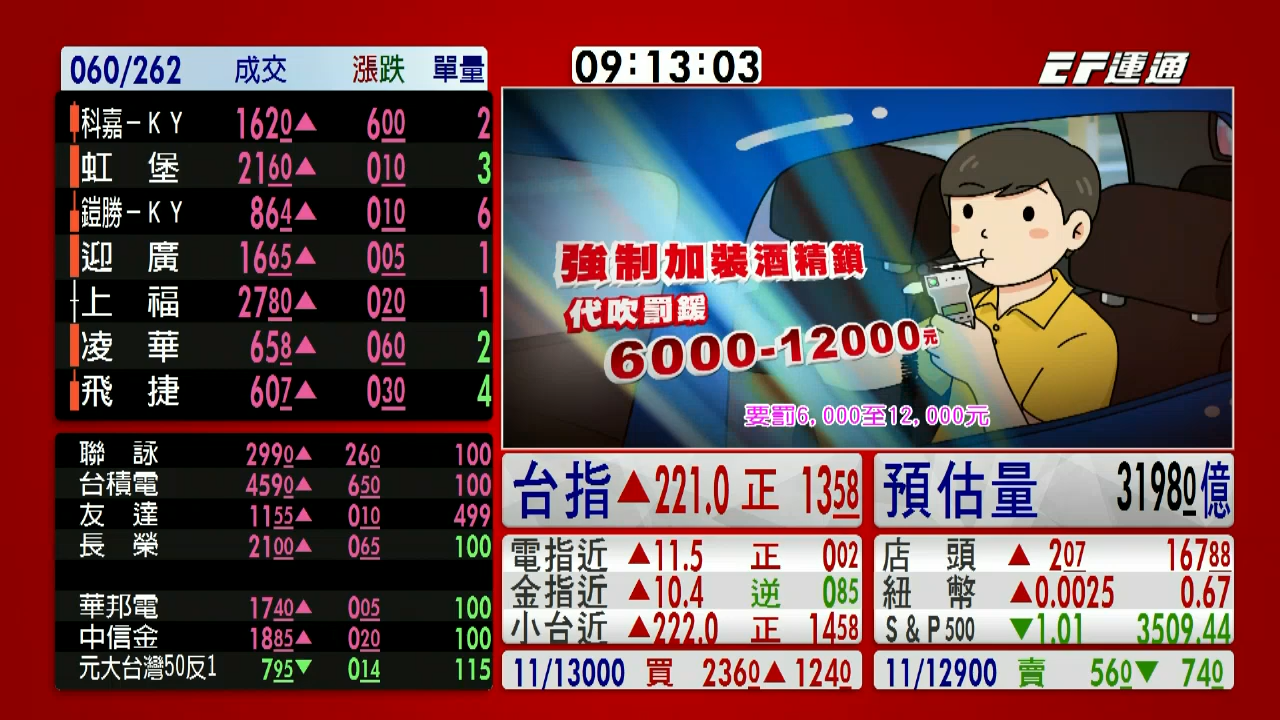 060/262 成交 漲跌 單量
科嘉-KY 1620▲ 600 2
虹堡 2160▲ 010 3
鎧勝-KY 864▲ 010 6
迎廣 1665▲ 005 1
上福 2780▲ 020 1
凌華 658▲ 060 2
飛捷 607▲ 030 4
聯詠 2990▲ 260 100
台積電 4590▲ 650 100
友達 1155▲ 010 499
長榮 2100▲ 065 100
華邦電 1740▲ 005 100
中信金 1885▲ 020 100
元大台灣50反1 795▼ 014 115
09:13:03
EF運通
強制加裝酒精鎖
代吹罰鍰
6000-12000元
要罰6,000至12,000元
台指▲221.0 正 1358
預估量 31980億
電指近 ▲11.5 正 002
金指近 ▲10.4 逆 085
小台近 ▲222.0 正 1458
店頭 ▲ 207 16788
紐幣 ▲0.0025 0.67
S&P500 ▼1.01 3509.44
11/13000 買 2360▲1240
11/12900 賣 560▼ 740